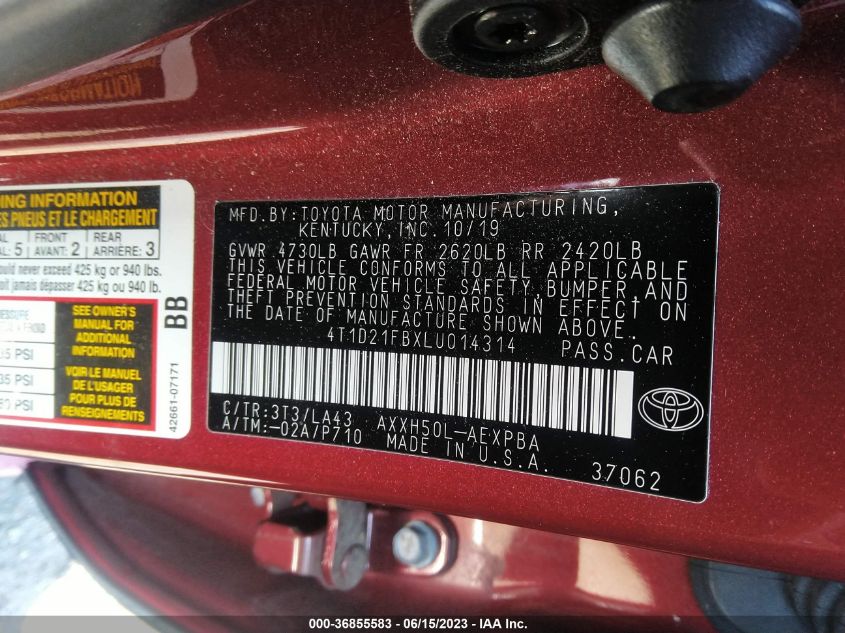 MFD.BY:TOYOTA MOTOR MANUFACTURING,
KENTUCKY, INC. 10/19
GVWR 4730LB GAWR FR 2620LB RR 2420LB
THIS VEHICLE CONFORMS TO ALL APPLICABLE
FEDERAL MOTOR VEHICLE SAFETY, BUMPER, AND
THEFT PREVENTION STANDARDS IN EFFECT ON
THE DATE OF MANUFACTURE SHOWN ABOVE.
4T1D21FBXLU014314 PASS.CAR
C/TR:3T3/LA43 AXXH50L-AEXPBA
A/TM:-02A/P710 MADE IN U.S.A.
37062
TOYOTA
ING INFORMATION
PNEUS ET LE CHARGEMENT
FRONT REAR
5 AVANT: 2 ARRIÈRE: 3
never exceed 425 kg or 940 lbs.
jamais dépasser 425 kg ou 940 lb.
SEE OWNER'S
MANUAL FOR
ADDITIONAL
INFORMATION
VOIR LE MANUEL
DE L'USAGER
POUR PLUS DE
RENSEIGNEMENTS
35 PSI
PSI
BB
42661-07171
000-36855583 - 06/15/2023 - IAA Inc.